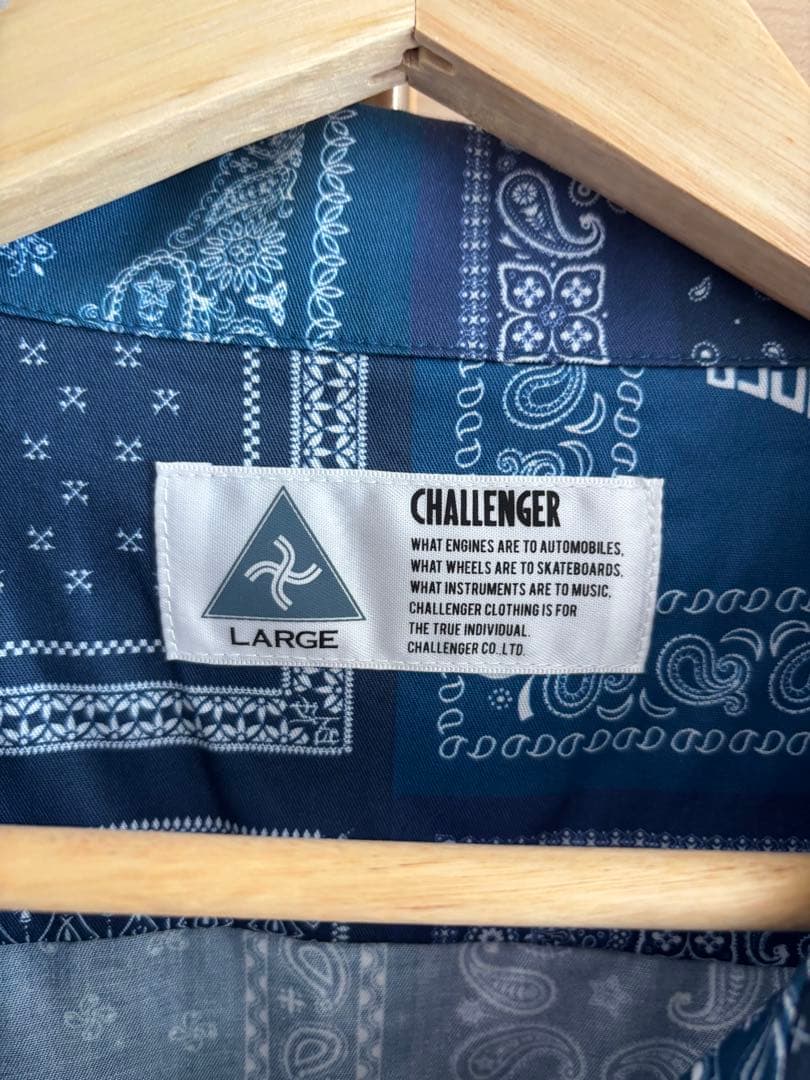 CHALLENGER
WHAT ENGINES ARE TO AUTOMOBILES,
WHAT WHEELS ARE TO SKATEBOARDS,
WHAT INSTRUMENTS ARE TO MUSIC,
CHALLENGER CLOTHING IS FOR
THE TRUE INDIVIDUAL.
CHALLENGER CO.,LTD.
LARGE